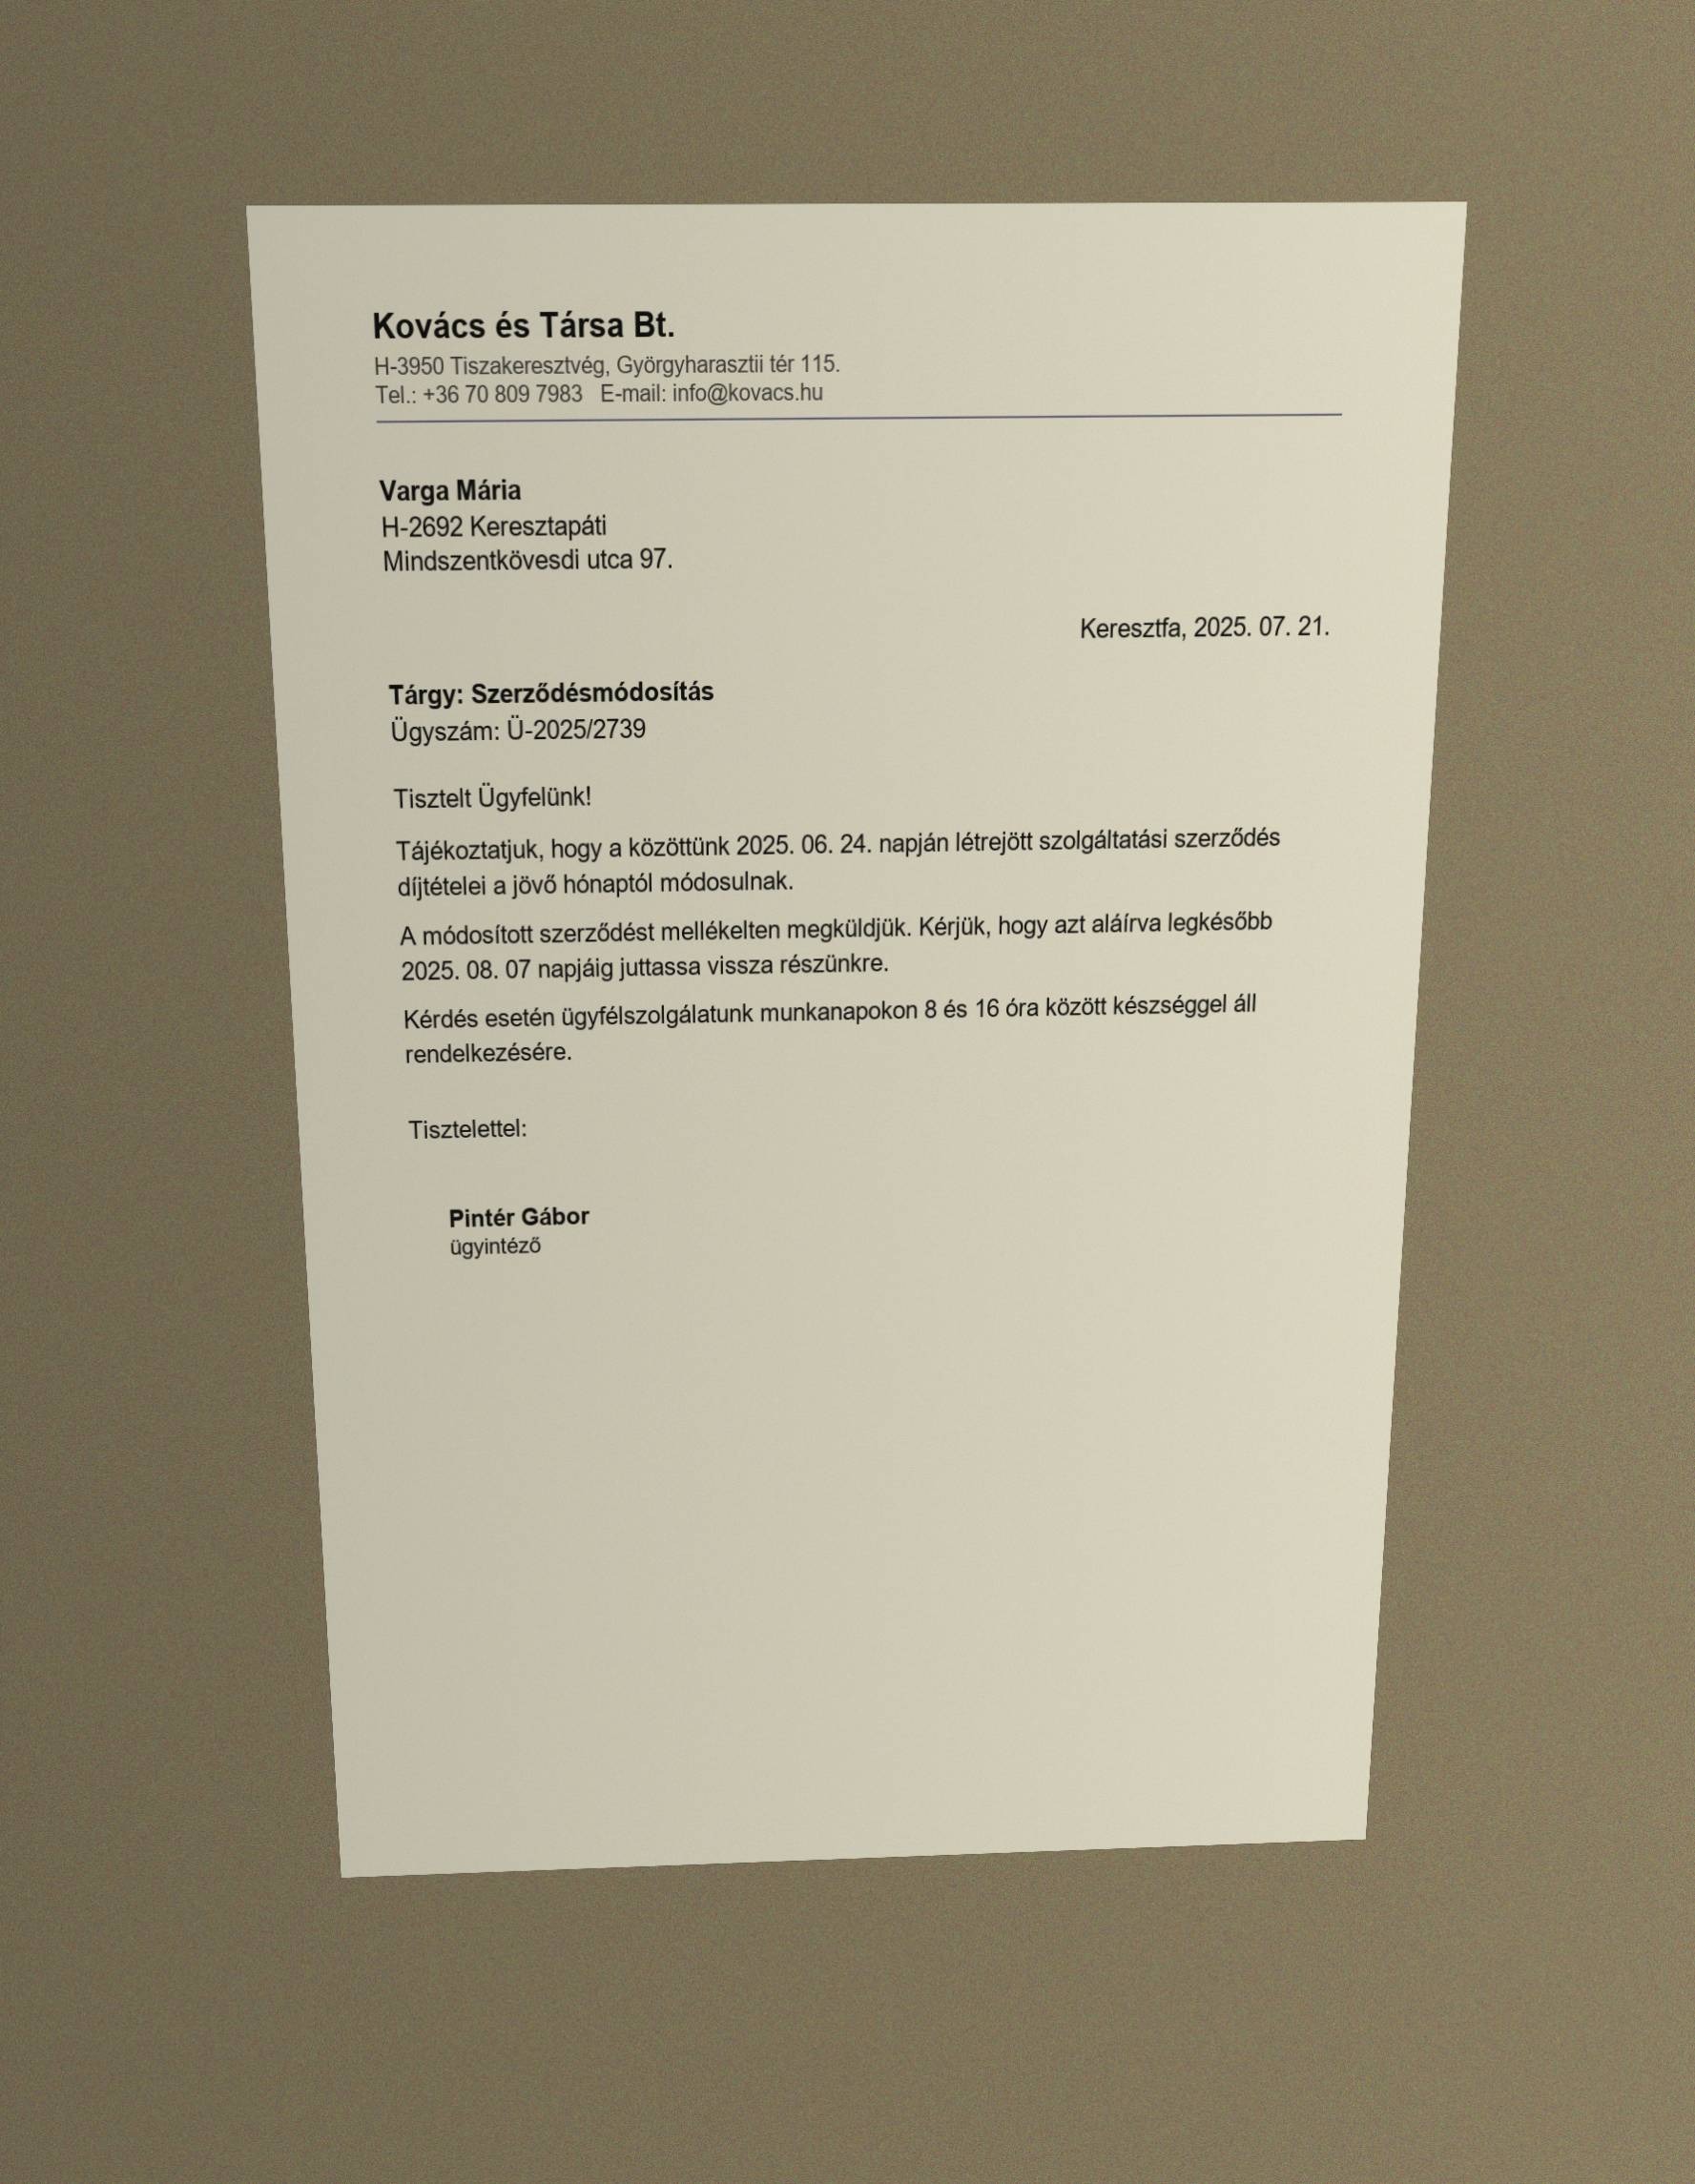 Kovács és Társa Bt.
H-3950 Tiszakeresztvég, Györgyharasztii tér 115.
Tel.: +36 70 809 7983 E-mail: info@kovacs.hu
Varga Mária
H-2692 Keresztapáti
Mindszentkövesdi utca 97.
Keresztfa, 2025. 07. 21.
Tárgy: Szerződésmódosítás
Ügyszám: Ü-2025/2739
Tisztelt Ügyfelünk!
Tájékoztatjuk, hogy a közöttünk 2025. 06. 24. napján létrejött szolgáltatási szerződés
díjtételei a jövő hónaptól módosulnak.
A módosított szerződést mellékelten megküldjük. Kérjük, hogy azt aláírva legkésőbb
2025. 08. 07 napjáig juttassa vissza részünkre.
Kérdés esetén ügyfélszolgálatunk munkanapokon 8 és 16 óra között készséggel áll
rendelkezésére.
Tisztelettel:
Pintér Gábor
ügyintéző